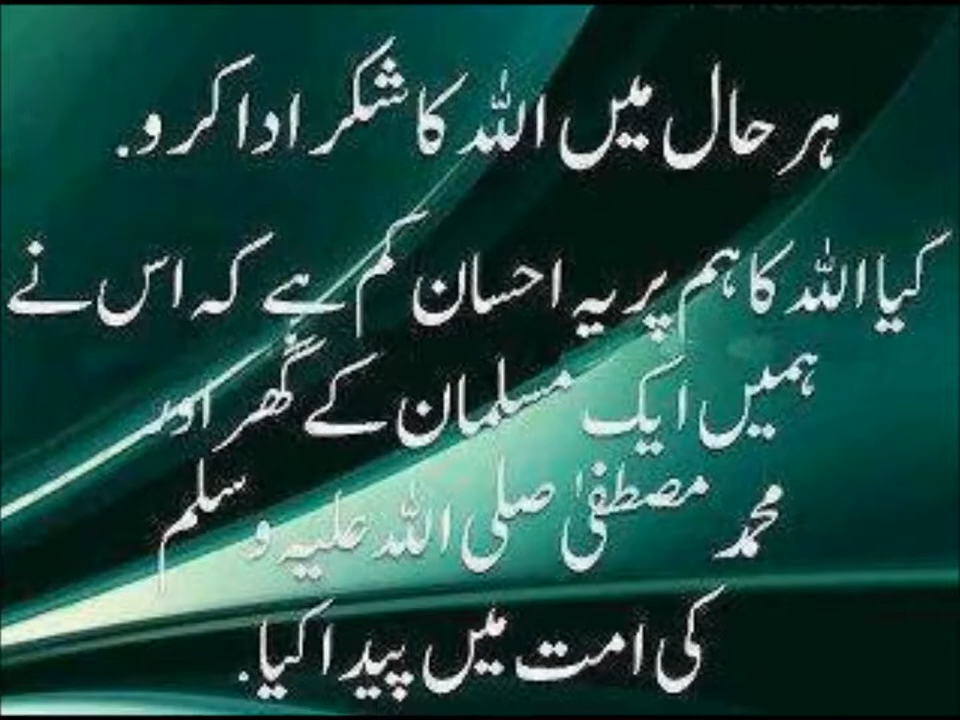 ہر حال میں اللہ کا شکر ادا کرو.
کیا اللہ کا ہم پر یہ احسان کم ہے کہ اس نے
ہمیں ایک مسلمان کے گھر اور
محمد مصطفیٰ صلی اللہ علیہ و سلم
کی امت میں پیدا کیا.